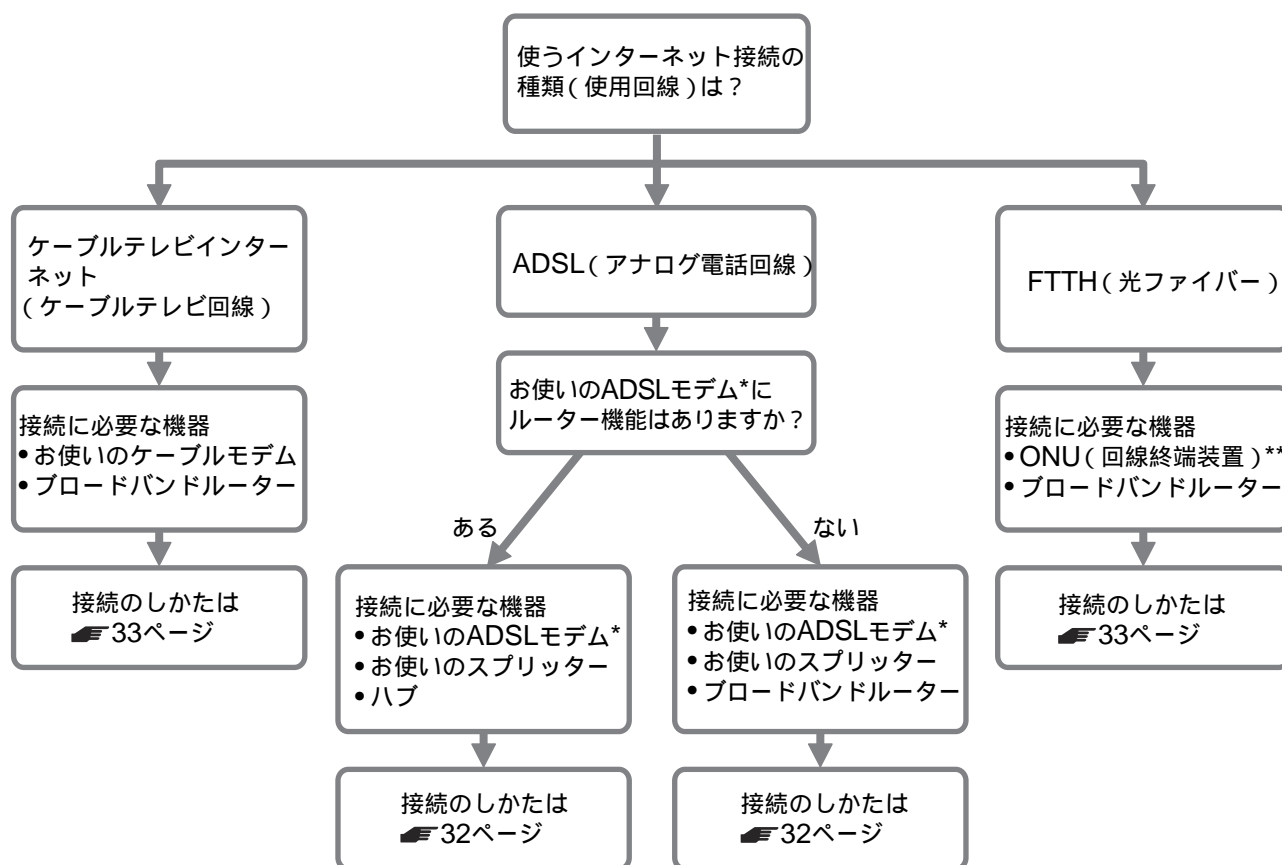 使うインターネット接続の
種類(使用回線)は？
ケーブルテレビインター
ネット
(ケーブルテレビ回線)
ADSL(アナログ電話回線)
FTTH(光ファイバー)
接続に必要な機器
•お使いのケーブルモデム
•ブロードバンドルーター
お使いのADSLモデム*に
ルーター機能はありますか？
接続に必要な機器
•ONU(回線終端装置)**
•ブロードバンドルーター
ある
ない
接続のしかたは
☛33ページ
接続に必要な機器
•お使いのADSLモデム*
•お使いのスプリッター
•ハブ
接続に必要な機器
•お使いのADSLモデム*
•お使いのスプリッター
•ブロードバンドルーター
接続のしかたは
☛33ページ
接続のしかたは
☛32ページ
接続のしかたは
☛32ページ